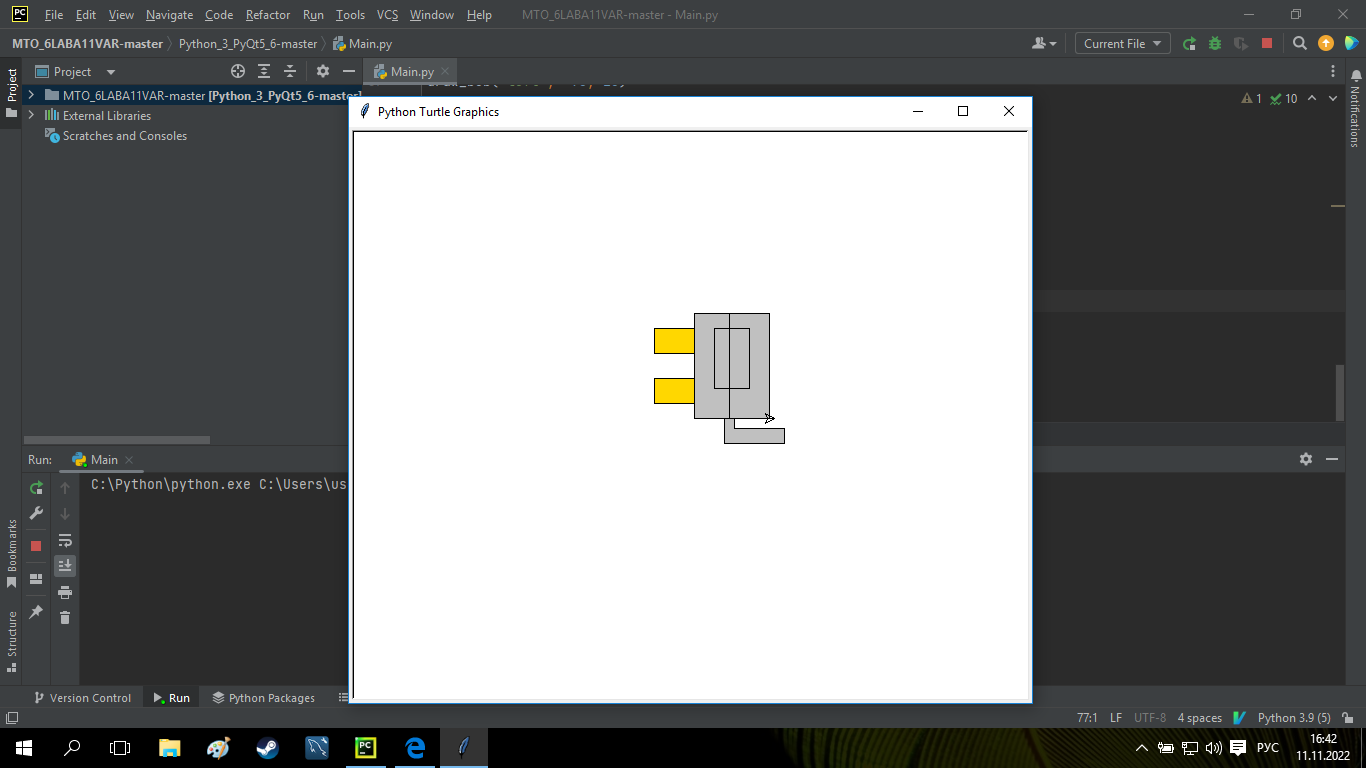 PC File Edit View Navigate Code Refactor Run Tools VCS Window Help MTO_6LABA11VAR-master - Main.py
MTO_6LABA11VAR-master Python_3_PyQt5_6-master Main.py Current File
Project Project Main.py
MTO_6LABA11VAR-master [Python_3_PyQt5_6-master] 1 10
External Libraries
Scratches and Consoles
Notifications
Python Turtle Graphics
Run: Main
C:\Python\python.exe C:\Users\us
Bookmarks
Structure
Version Control Run Python Packages
77:1 LF UTF-8 4 spaces Python 3.9 (5)
PC РУС 16:42
11.11.2022